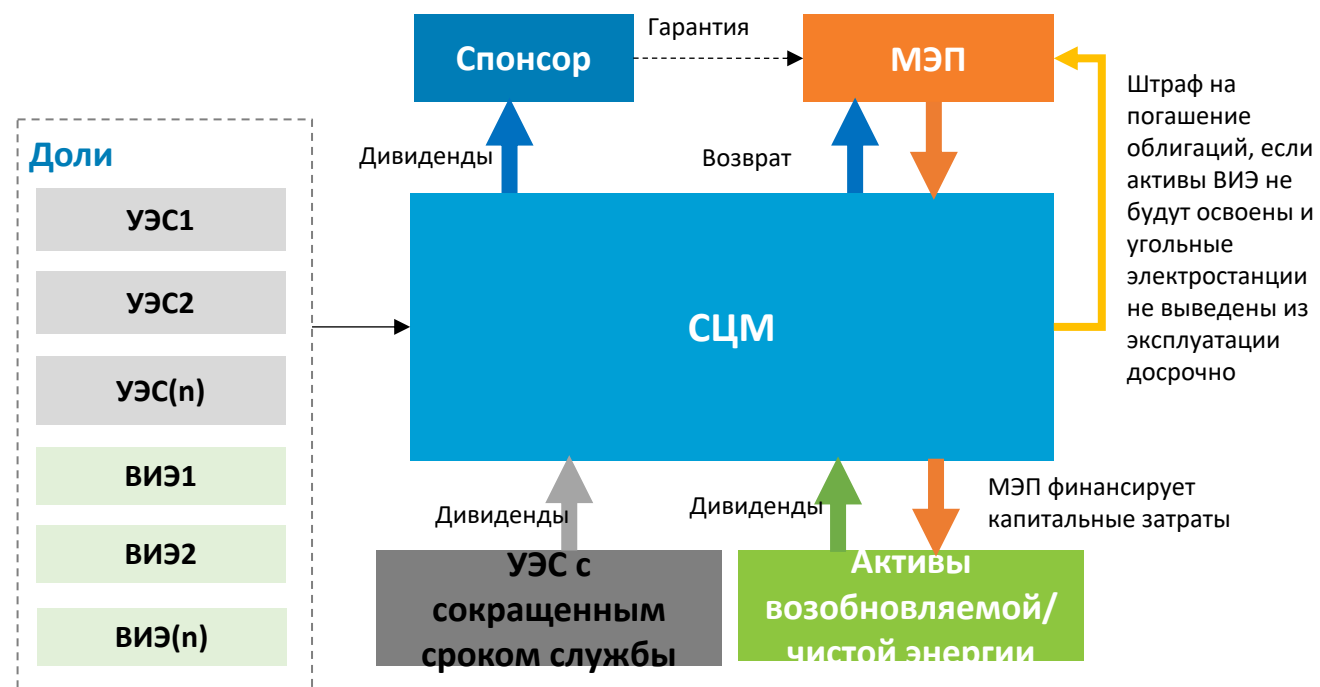 Гарантия
Спонсор
МЭП
Штраф на
погашение
облигаций, если
активы ВИЭ не
будут освоены и
угольные
электростанции
не выведены из
эксплуатации
досрочно
Доли
УЭС1
УЭС2
УЭС(n)
ВИЭ1
ВИЭ2
ВИЭ(n)
Дивиденды
Возврат
СЦМ
Дивиденды
Дивиденды
МЭП финансирует
капитальные затраты
УЭС с
сокращенным
сроком службы
Активы
возобновляемой/
чистой энергии